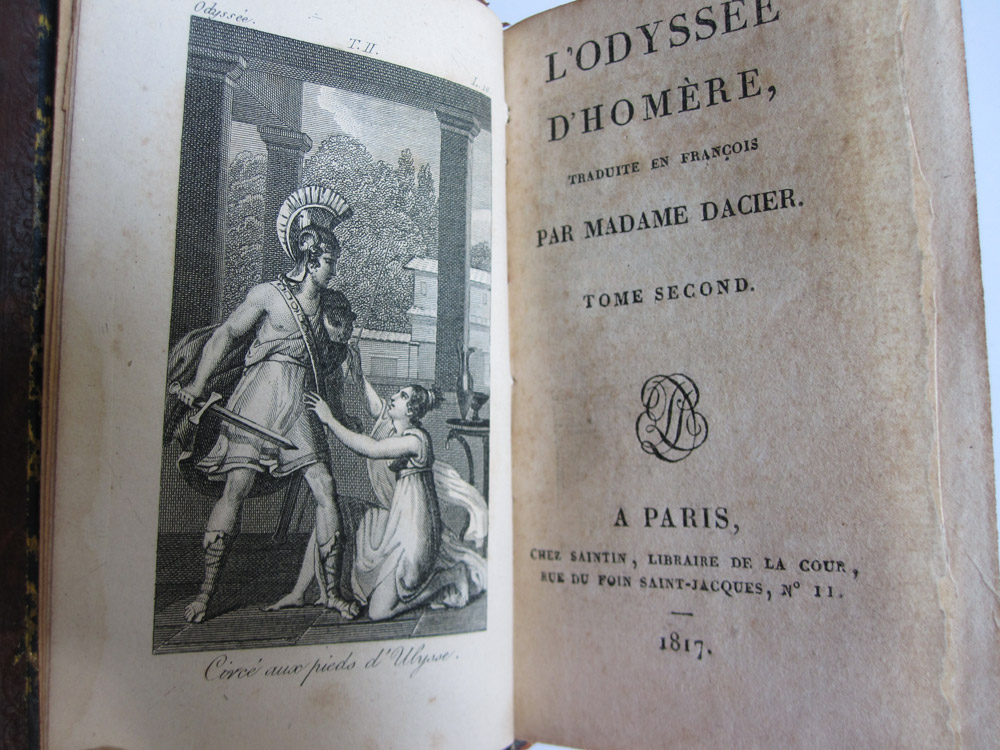 Odyssée.
T. II.
Circé aux pieds d'Ulysse.
L'ODYSSÉE
D'HOMÈRE,
TRADUITE EN FRANÇOIS
PAR MADAME DACIER.
TOME SECOND.
A PARIS,
CHEZ SAINTIN, LIBRAIRE DE LA COUR,
RUE DU FOIN SAINT-JACQUES, N° 11.
1817.